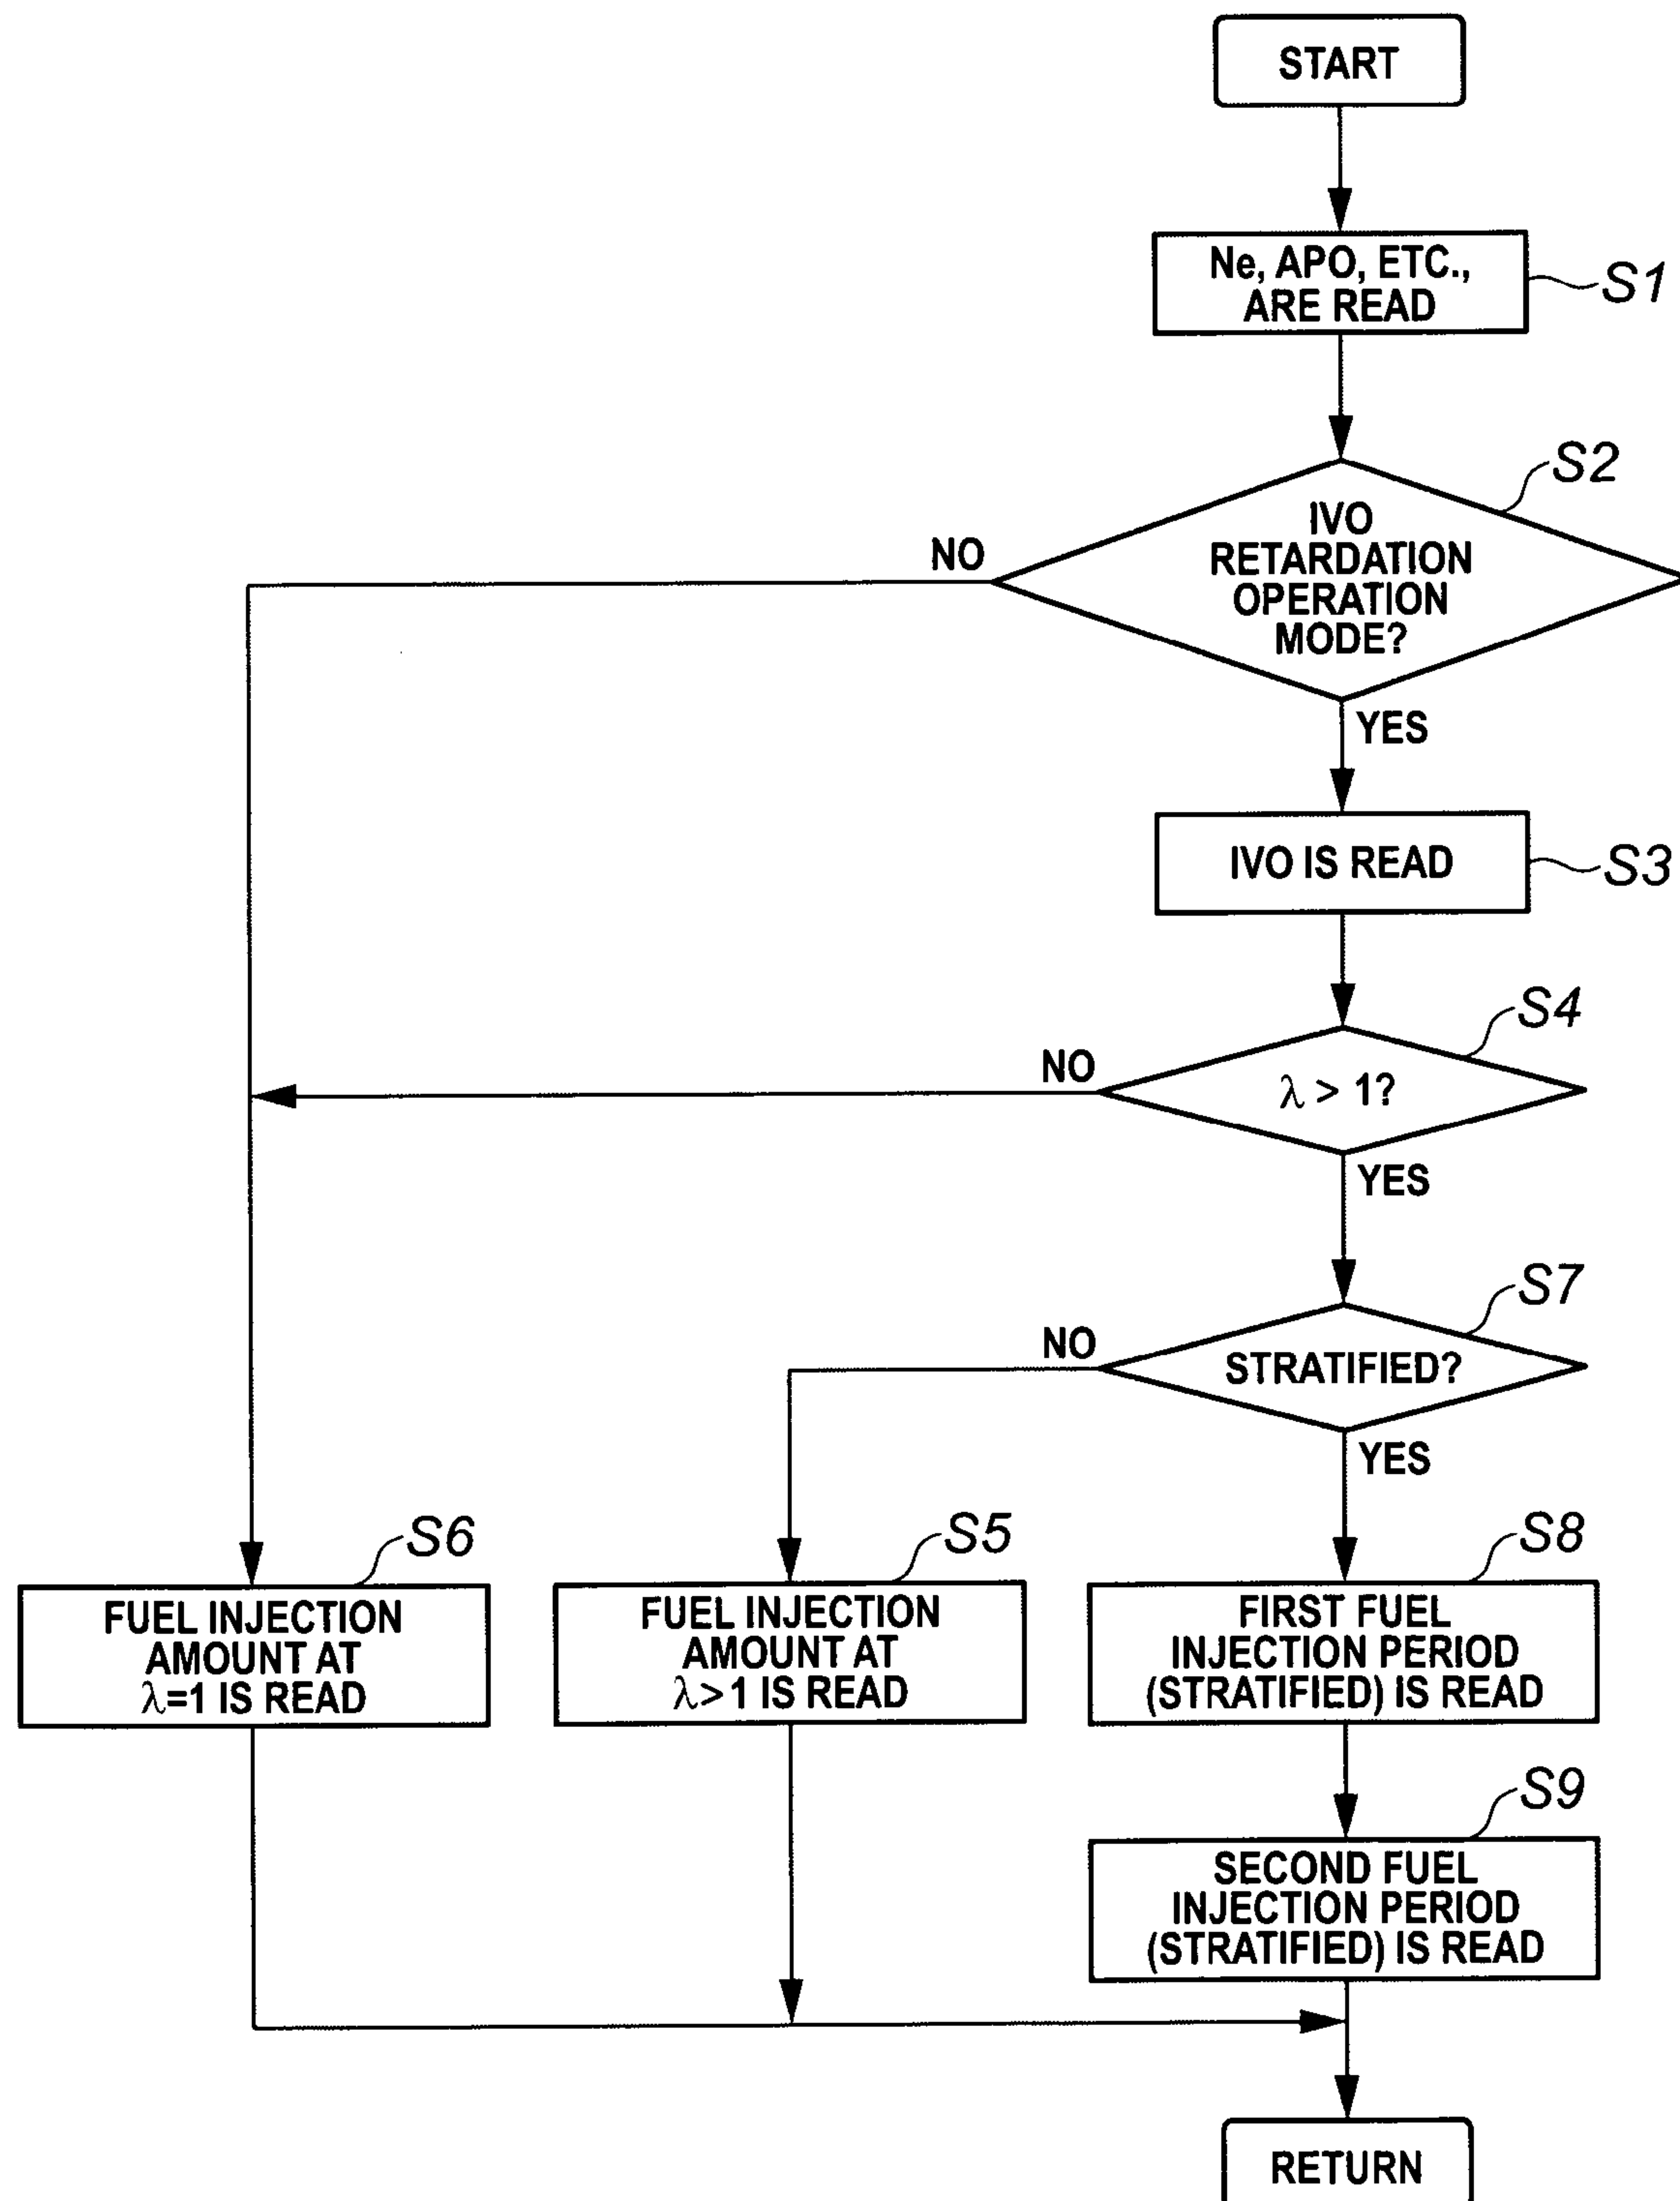 START
Ne, APO, ETC.,
ARE READ
S1
S2
IVO
RETARDATION
OPERATION
MODE?
NO
YES
IVO IS READ
S3
S4
NO
λ > 1?
YES
S7
NO
STRATIFIED?
YES
S6
FUEL INJECTION
AMOUNT AT
λ=1 IS READ
S5
FUEL INJECTION
AMOUNT AT
λ> 1 IS READ
S8
FIRST FUEL
INJECTION PERIOD
(STRATIFIED) IS READ
S9
SECOND FUEL
INJECTION PERIOD
(STRATIFIED) IS READ
RETURN